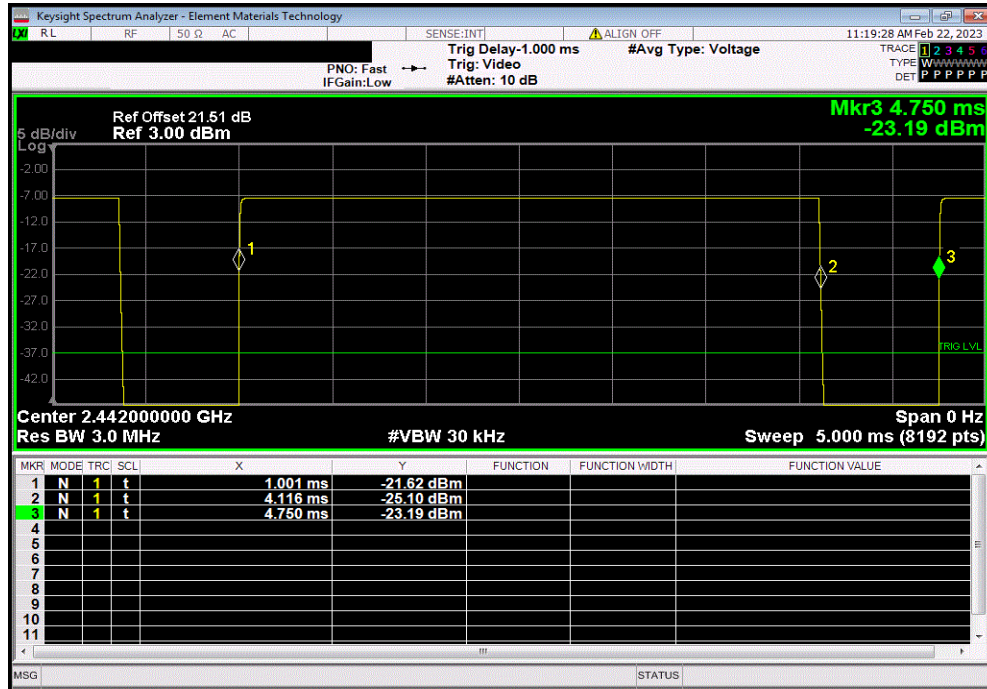 Keysight Spectrum Analyzer - Element Materials Technology
LXI RL RF 50 Ω AC SENSE:INT ALIGN OFF 11:19:28 AM Feb 22, 2023
PNO: Fast
IFGain:Low
Trig Delay-1.000 ms
Trig: Video
#Atten: 10 dB
#Avg Type: Voltage
TRACE 1 2 3 4 5 6
TYPE WWWWWW
DET P P P P P P
Mkr3 4.750 ms
-23.19 dBm
Ref Offset 21.51 dB
Ref 3.00 dBm
5 dB/div
Log
-2.00
-7.00
-12.0
-17.0
-22.0
-27.0
-32.0
-37.0
-42.0
1
2
3
TRIG LVL
Center 2.442000000 GHz Span 0 Hz
Res BW 3.0 MHz #VBW 30 kHz Sweep 5.000 ms (8192 pts)
MKR MODE TRC SCL X Y FUNCTION FUNCTION WIDTH FUNCTION VALUE
1 N 1 t 1.001 ms -21.62 dBm
2 N 1 t 4.116 ms -25.10 dBm
3 N 1 t 4.750 ms -23.19 dBm
4
5
6
7
8
9
10
11
MSG STATUS